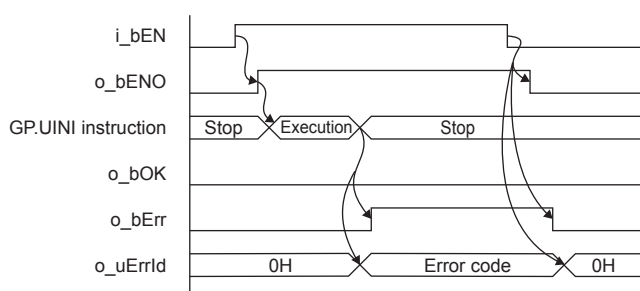 i_bEN
o_bENO
GP.UINI instruction Stop Execution Stop
o_bOK
o_bErr
o_uErrId 0H Error code 0H